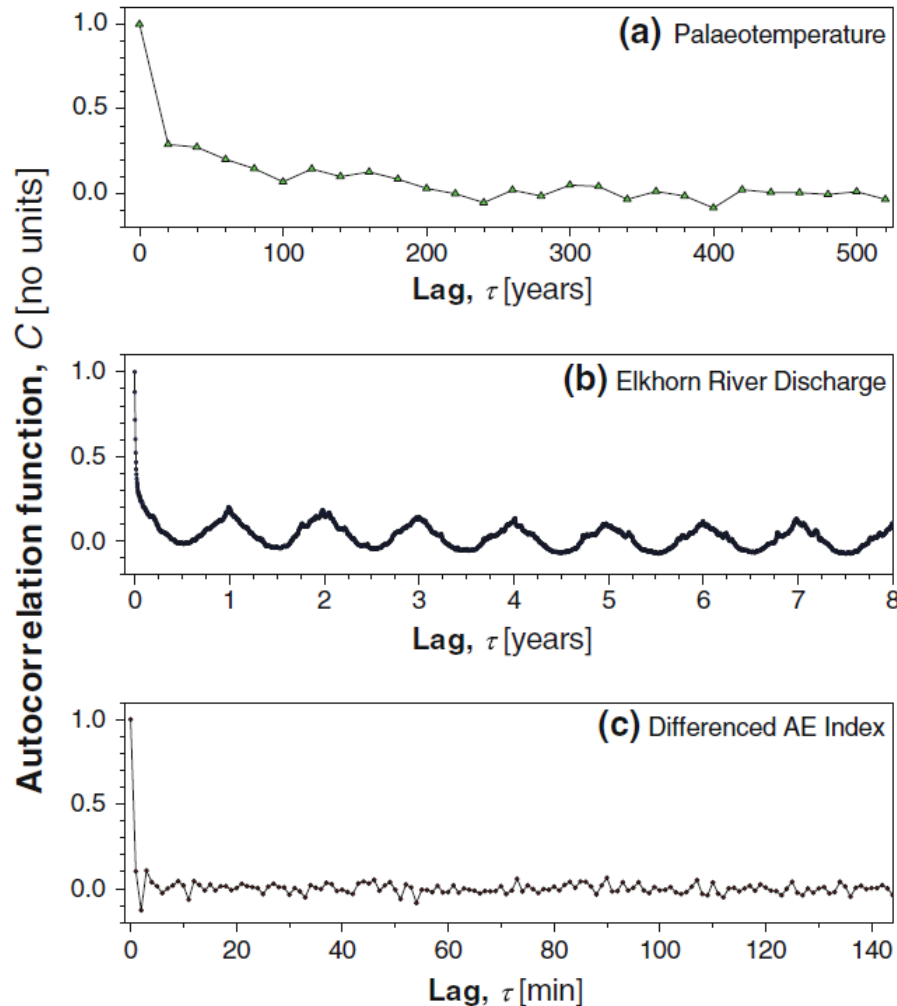 Autocorrelation function, C [no units]
(a) Palaeotemperature
1.0
0.5
0.0
0 100 200 300 400 500
Lag, τ [years]
(b) Elkhorn River Discharge
1.0
0.5
0.0
0 1 2 3 4 5 6 7 8
Lag, τ [years]
(c) Differenced AE Index
1.0
0.5
0.0
0 20 40 60 80 100 120 140
Lag, τ [min]